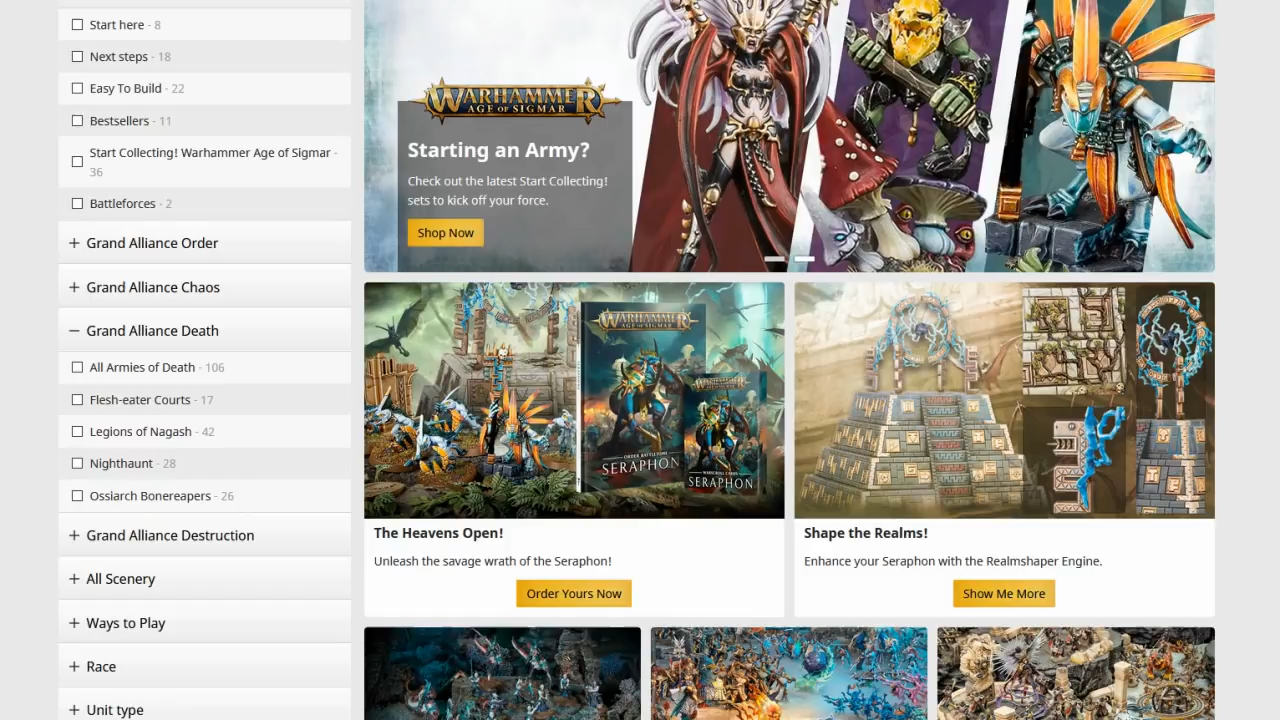 Start here - 8
Next steps - 18
Easy To Build - 22
Bestsellers - 11
Start Collecting! Warhammer Age of Sigmar -
36
Battleforces - 2
+ Grand Alliance Order
+ Grand Alliance Chaos
− Grand Alliance Death
All Armies of Death - 106
Flesh-eater Courts - 17
Legions of Nagash - 42
Nighthaunt - 28
Ossiarch Bonereapers - 26
+ Grand Alliance Destruction
+ All Scenery
+ Ways to Play
+ Race
+ Unit type
WARHAMMER
AGE OF SIGMAR
Starting an Army?
Check out the latest Start Collecting!
sets to kick off your force.
Shop Now
WARHAMMER
AGE OF SIGMAR
ORDER BATTLETOME
SERAPHON
WARHAMMER
WARSCROLL CARDS
SERAPHON
The Heavens Open!
Unleash the savage wrath of the Seraphon!
Order Yours Now
Shape the Realms!
Enhance your Seraphon with the Realmshaper Engine.
Show Me More